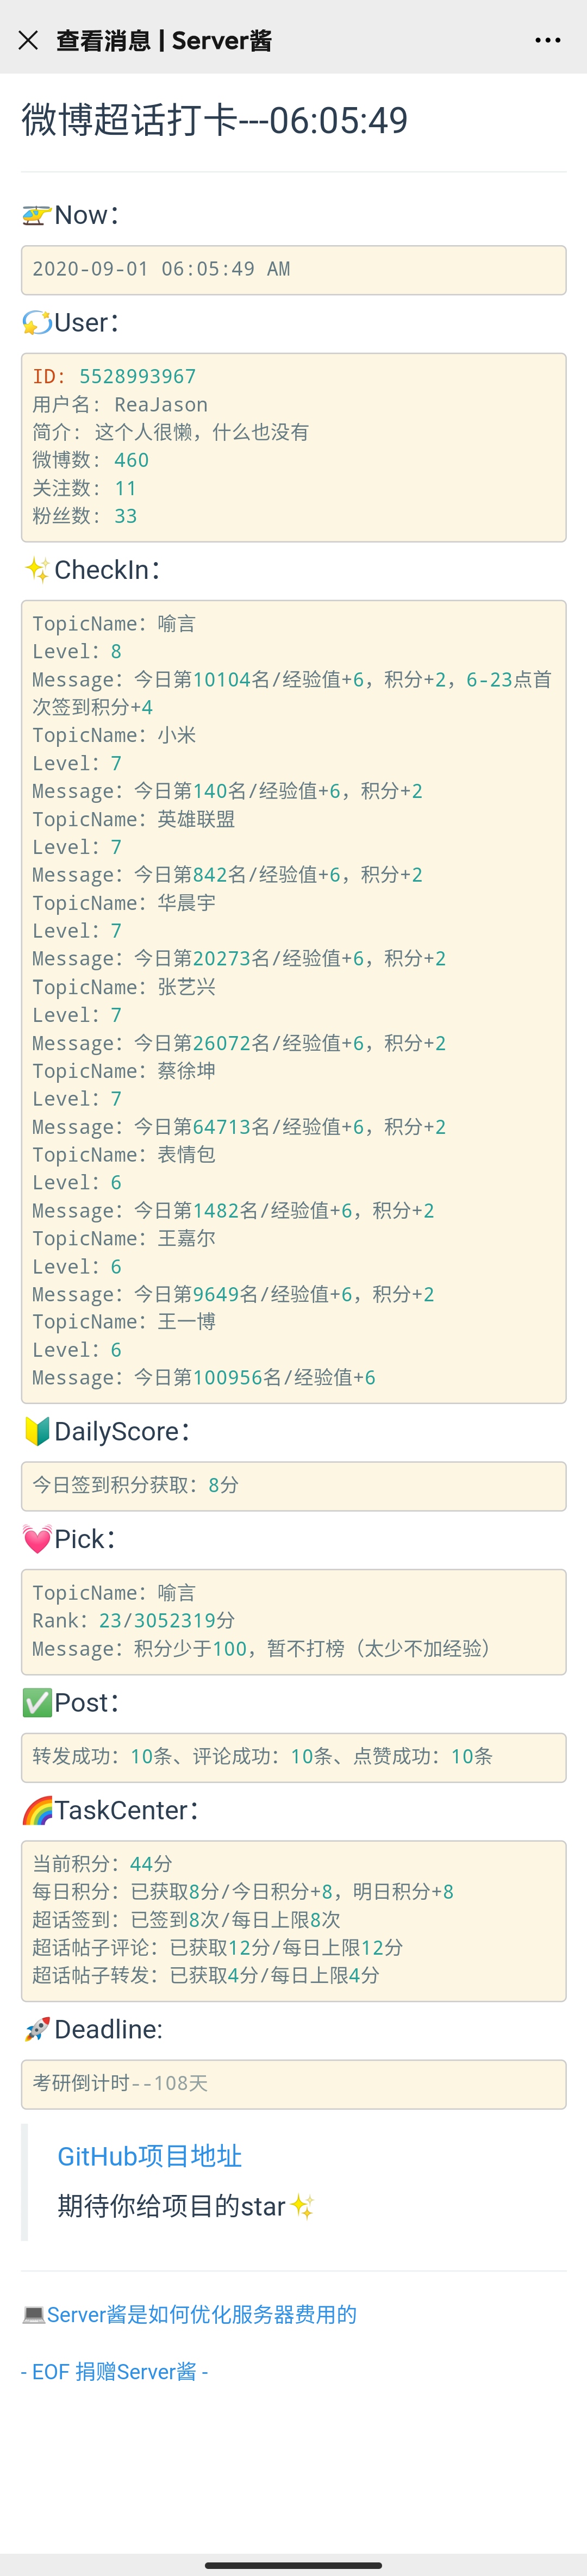 查看消息 | Server酱
微博超话打卡---06:05:49
🚁Now：
2020-09-01 06:05:49 AM
💫User：
ID: 5528993967
用户名: ReaJason
简介: 这个人很懒，什么也没有
微博数: 460
关注数: 11
粉丝数: 33
✨CheckIn：
TopicName：喻言
Level：8
Message：今日第10104名/经验值+6，积分+2，6-23点首
次签到积分+4
TopicName：小米
Level：7
Message：今日第140名/经验值+6，积分+2
TopicName：英雄联盟
Level：7
Message：今日第842名/经验值+6，积分+2
TopicName：华晨宇
Level：7
Message：今日第20273名/经验值+6，积分+2
TopicName：张艺兴
Level：7
Message：今日第26072名/经验值+6，积分+2
TopicName：蔡徐坤
Level：7
Message：今日第64713名/经验值+6，积分+2
TopicName：表情包
Level：6
Message：今日第1482名/经验值+6，积分+2
TopicName：王嘉尔
Level：6
Message：今日第9649名/经验值+6，积分+2
TopicName：王一博
Level：6
Message：今日第100956名/经验值+6
🔰DailyScore：
今日签到积分获取：8分
💓Pick：
TopicName：喻言
Rank：23/3052319分
Message：积分少于100，暂不打榜（太少不加经验）
✅Post：
转发成功：10条、评论成功：10条、点赞成功：10条
🌈TaskCenter：
当前积分：44分
每日积分：已获取8分/今日积分+8，明日积分+8
超话签到：已签到8次/每日上限8次
超话帖子评论：已获取12分/每日上限12分
超话帖子转发：已获取4分/每日上限4分
🚀Deadline:
考研倒计时--108天
GitHub项目地址
期待你给项目的star✨
💻Server酱是如何优化服务器费用的
- EOF 捐赠Server酱 -